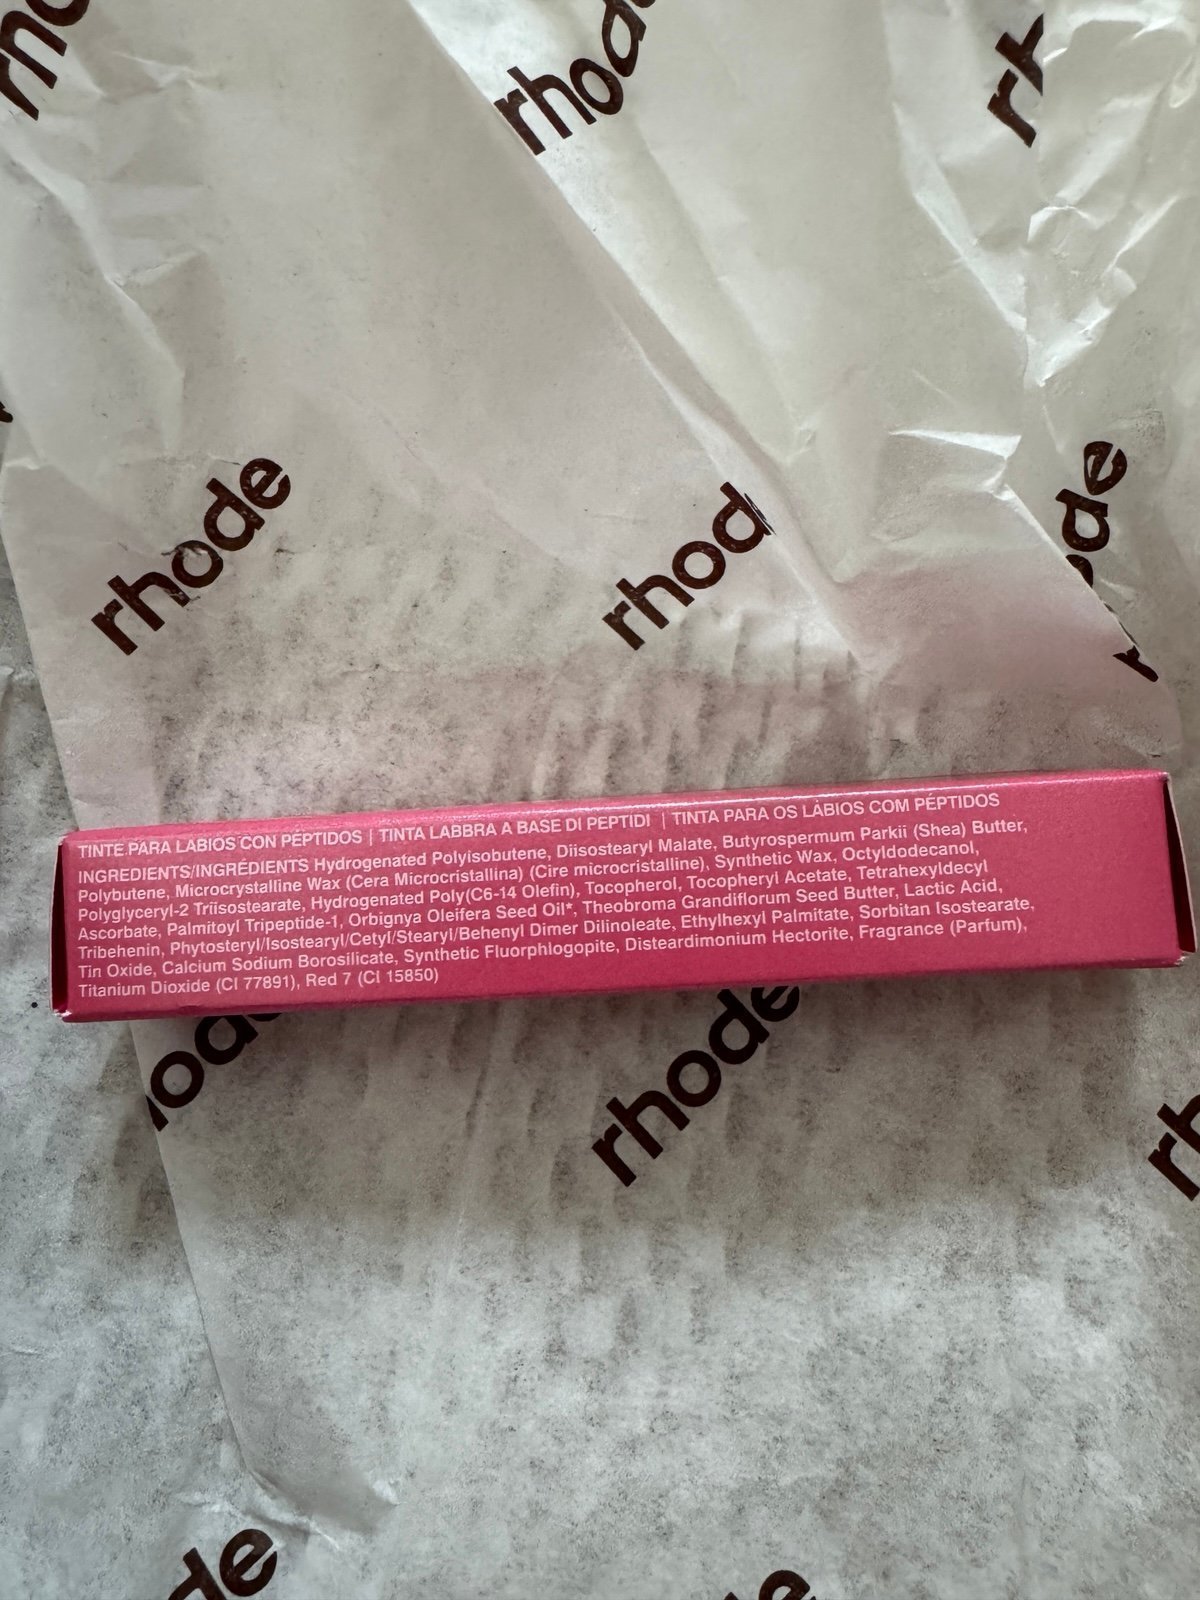 rhode
rhode
rhod
TINTE PARA LABIOS CON PÉPTIDOS | TINTA LABBRA A BASE DI PEPTIDI | TINTA PARA OS LÁBIOS COM PÉPTIDOS
INGREDIENTS/INGRÉDIENTS Hydrogenated Polyisobutene, Diisostearyl Malate, Butyrospermum Parkii (Shea) Butter,
Polybutene, Microcrystalline Wax (Cera Microcristallina) (Cire microcristalline), Synthetic Wax, Octyldodecanol,
Polyglyceryl-2 Triisostearate, Hydrogenated Poly(C6-14 Olefin), Tocopherol, Tocopheryl Acetate, Tetrahexyldecyl
Ascorbate, Palmitoyl Tripeptide-1, Orbignya Oleifera Seed Oil*, Theobroma Grandiflorum Seed Butter, Lactic Acid,
Tribehenin, Phytosteryl/Isostearyl/Cetyl/Stearyl/Behenyl Dimer Dilinoleate, Ethylhexyl Palmitate, Sorbitan Isostearate,
Tin Oxide, Calcium Sodium Borosilicate, Synthetic Fluorphlogopite, Disteardimonium Hectorite, Fragrance (Parfum),
Titanium Dioxide (CI 77891), Red 7 (CI 15850)
rhode